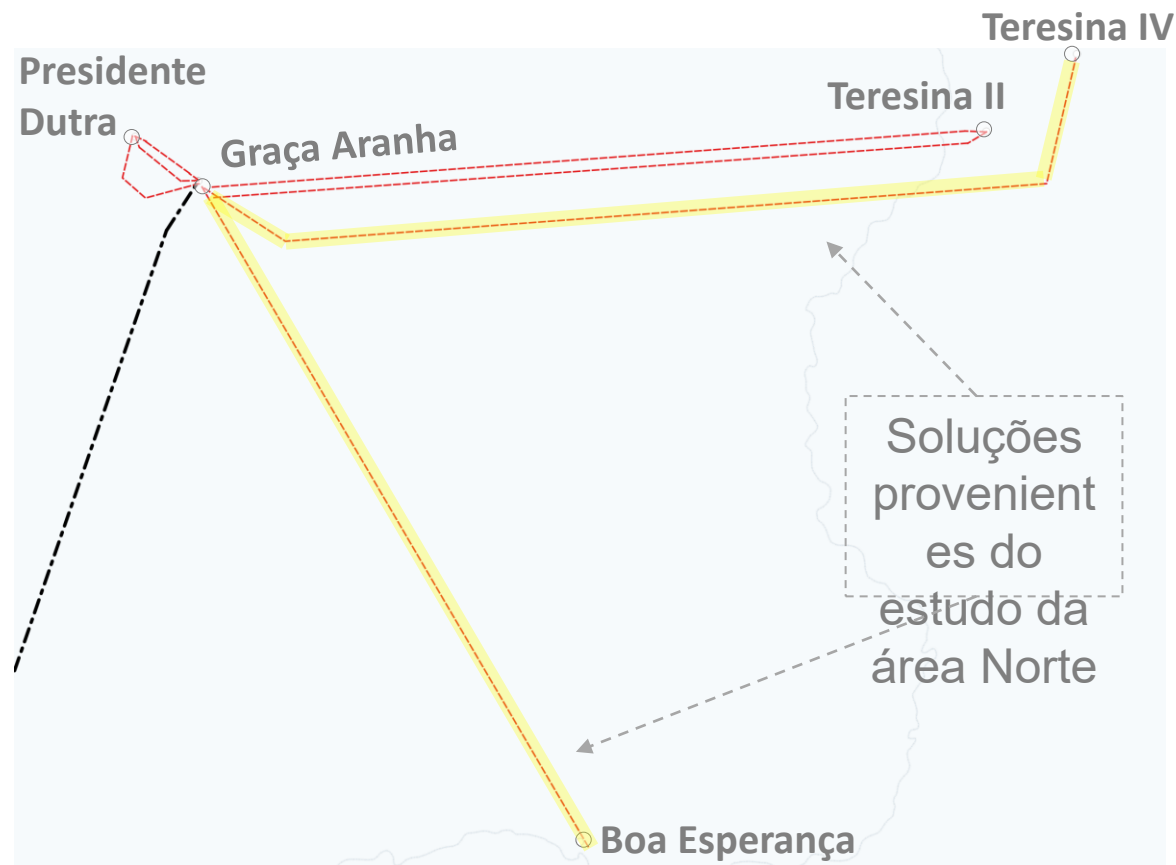 Teresina IV
Presidente
Dutra
Teresina II
Graça Aranha
Soluções
provenient
es do
estudo da
área Norte
Boa Esperança